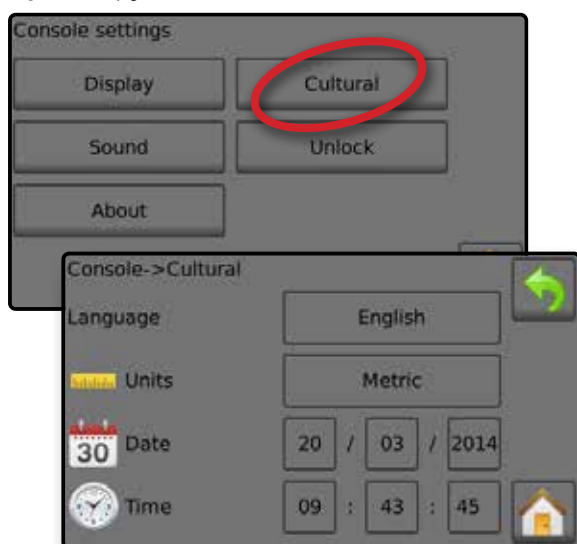 Console settings
Display Cultural
Sound Unlock
About
Console->Cultural
Language English
Units Metric
30 Date 20 / 03 / 2014
Time 09 : 43 : 45